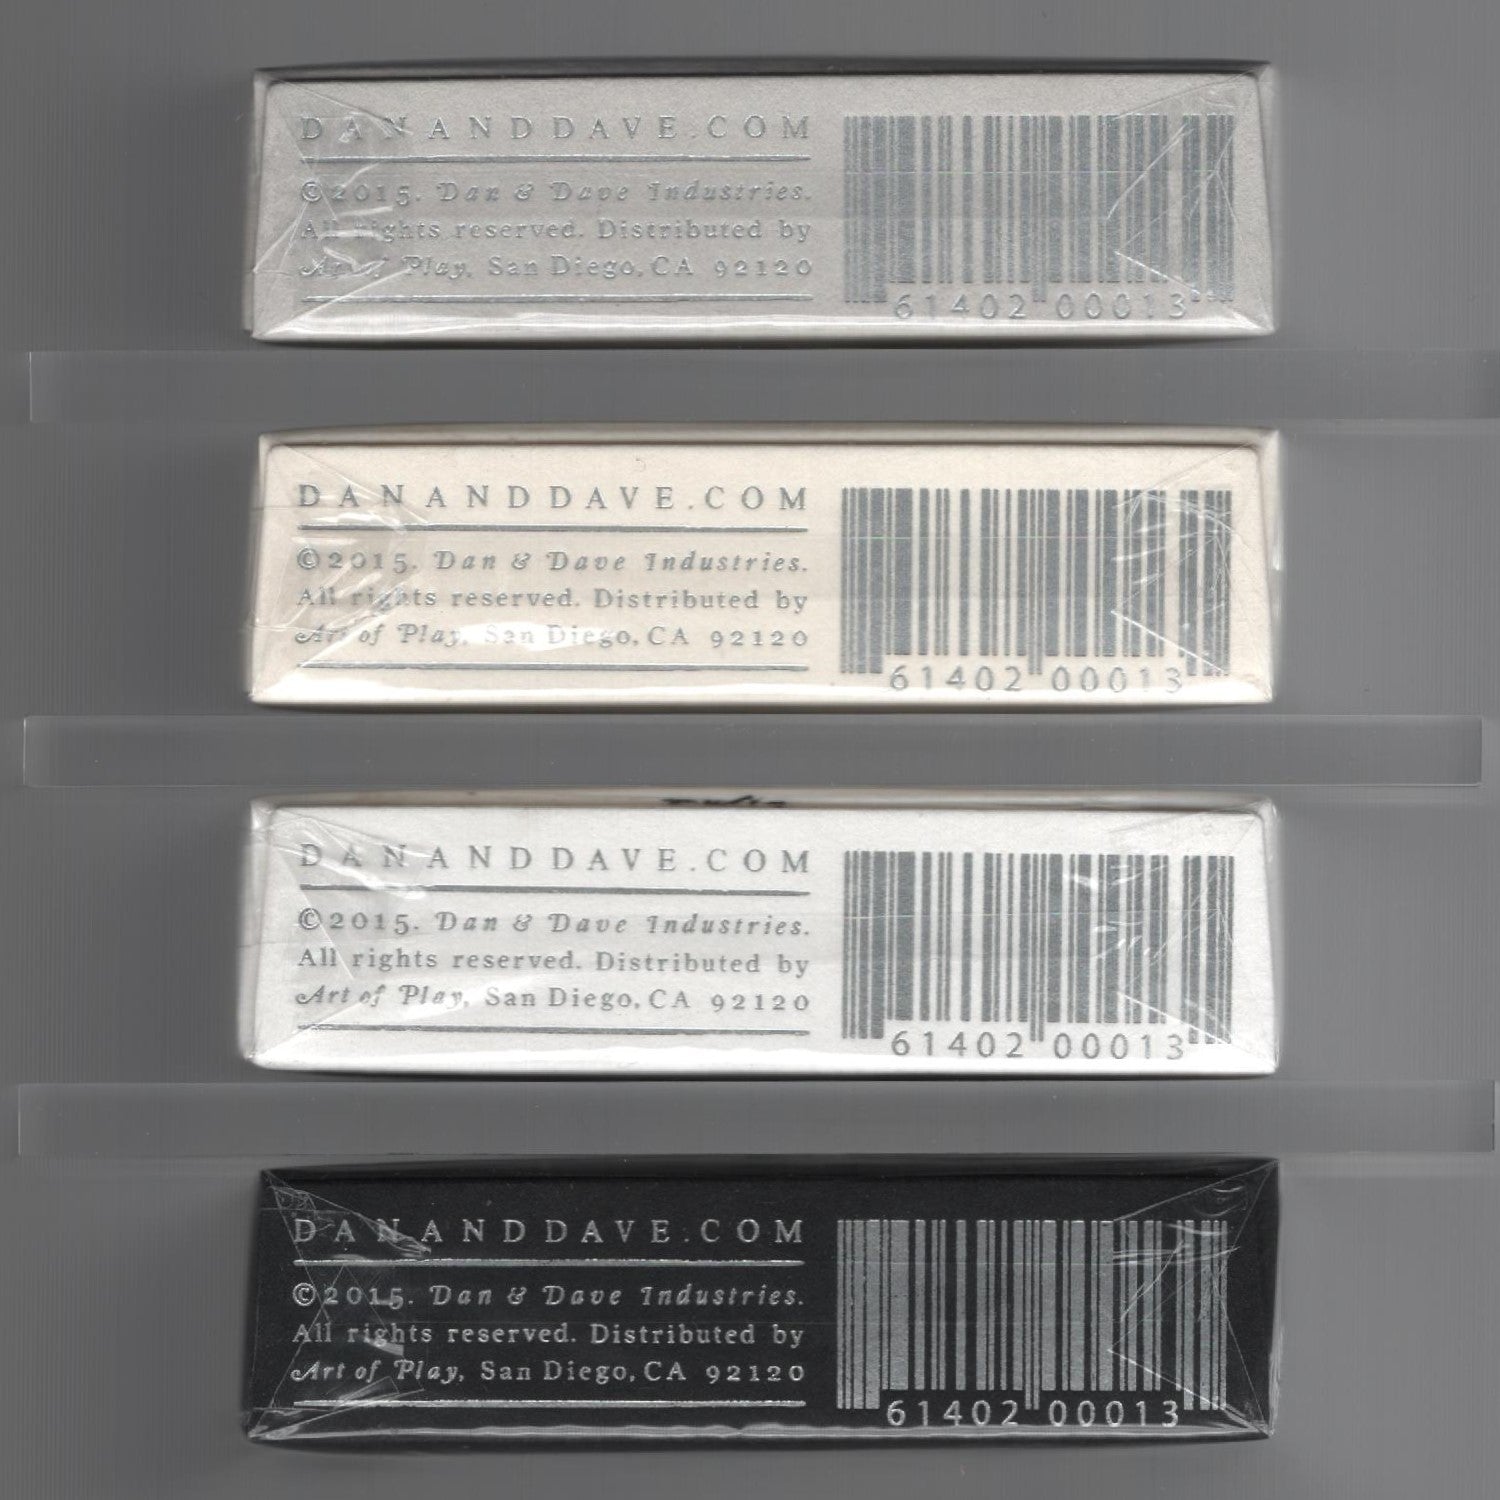 DANANDDAVE.COM
©2015. Dan & Dave Industries.
All rights reserved. Distributed by
Art of Play, San Diego, CA 92120
61402 00013
DANANDDAVE.COM
©2015. Dan & Dave Industries.
All rights reserved. Distributed by
Art of Play, San Diego, CA 92120
61402 00013
DANANDDAVE.COM
©2015. Dan & Dave Industries.
All rights reserved. Distributed by
Art of Play, San Diego, CA 92120
61402 00013
DANANDDAVE.COM
©2015. Dan & Dave Industries.
All rights reserved. Distributed by
Art of Play, San Diego, CA 92120
61402 00013